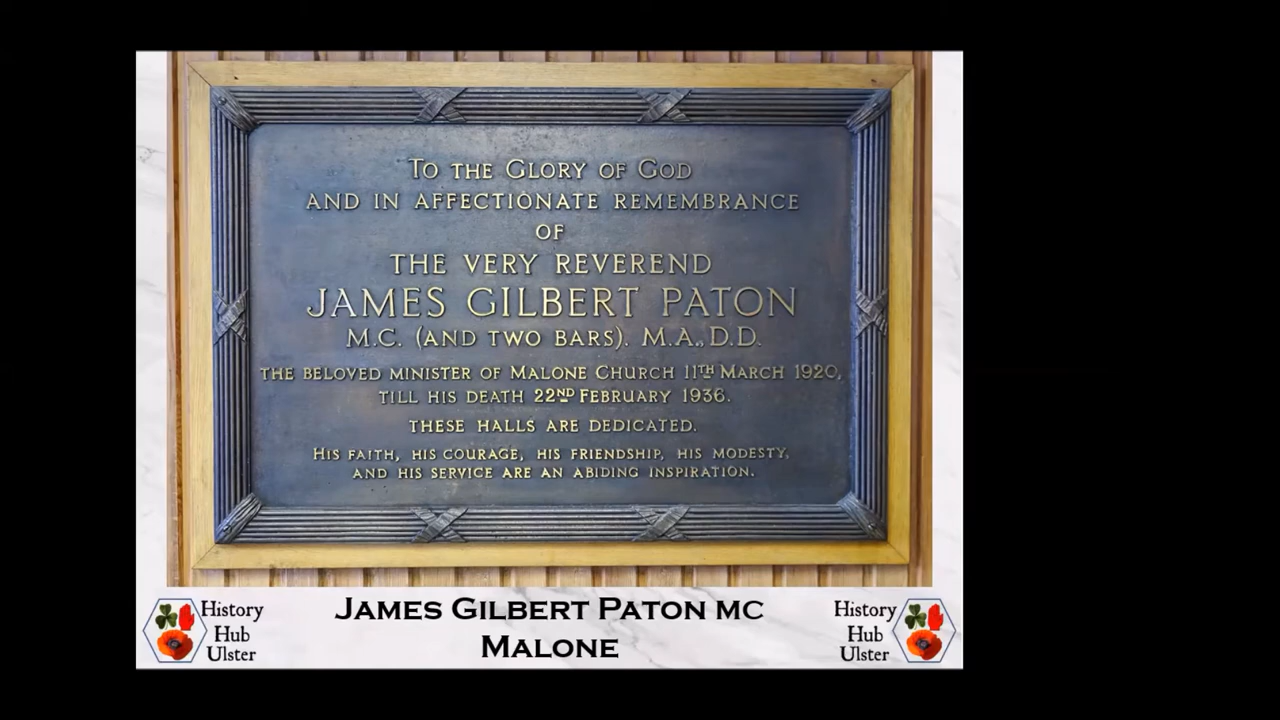 To the Glory of God
and in affectionate remembrance
of
the Very Reverend
JAMES GILBERT PATON
M.C. (and two bars). M.A., D.D.
the beloved minister of Malone Church 11th March 1920,
till his death 22nd February 1936.
these halls are dedicated.
His faith, his courage, his friendship, his modesty,
and his service are an abiding inspiration.
History
Hub
Ulster
James Gilbert Paton MC
Malone
History
Hub
Ulster